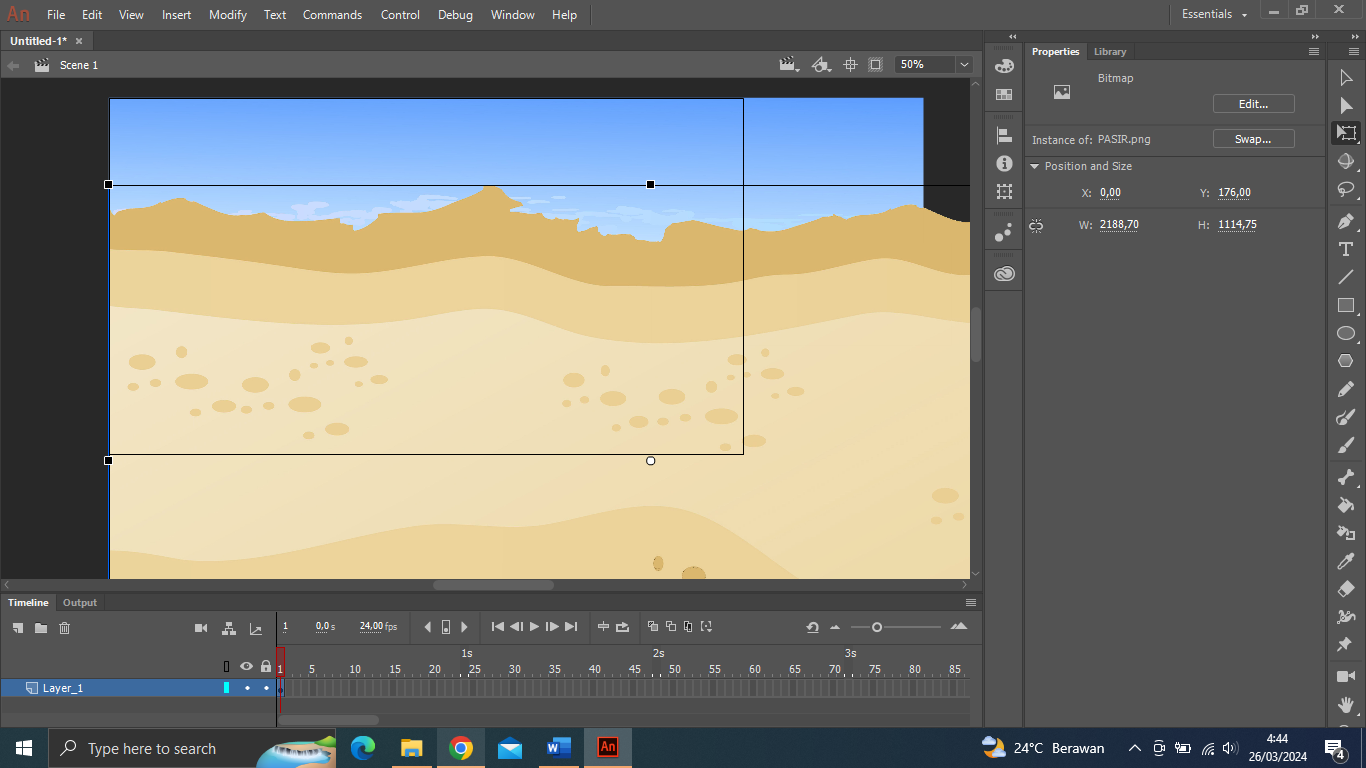 An File Edit View Insert Modify Text Commands Control Debug Window Help Essentials
Untitled-1* ×
Scene 1 50%
Properties Library
Bitmap
Edit...
Instance of: PASIR.png Swap...
Position and Size
X: 0,00 Y: 176,00
W: 2188,70 H: 1114,75
Timeline Output
1 0,0 s 24,00 fps
1s 2s 3s
1 5 10 15 20 25 30 35 40 45 50 55 60 65 70 75 80 85
Layer_1
Type here to search
W An
24°C Berawan
4:44
26/03/2024
4